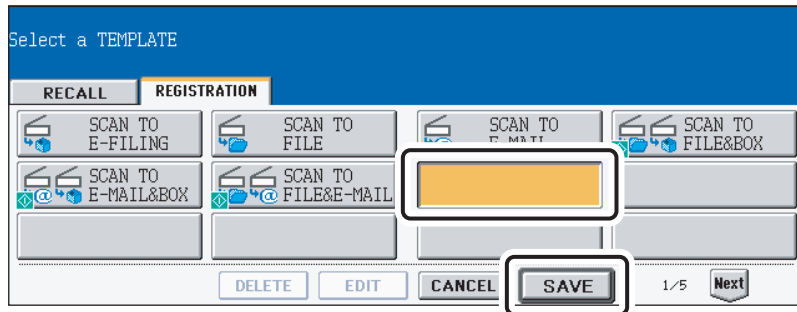 Select a TEMPLATE
RECALL REGISTRATION
SCAN TO E-FILING
SCAN TO FILE
SCAN TO E-MAIL
SCAN TO FILE&BOX
SCAN TO E-MAIL&BOX
SCAN TO FILE&E-MAIL
DELETE EDIT CANCEL SAVE 1/5 Next